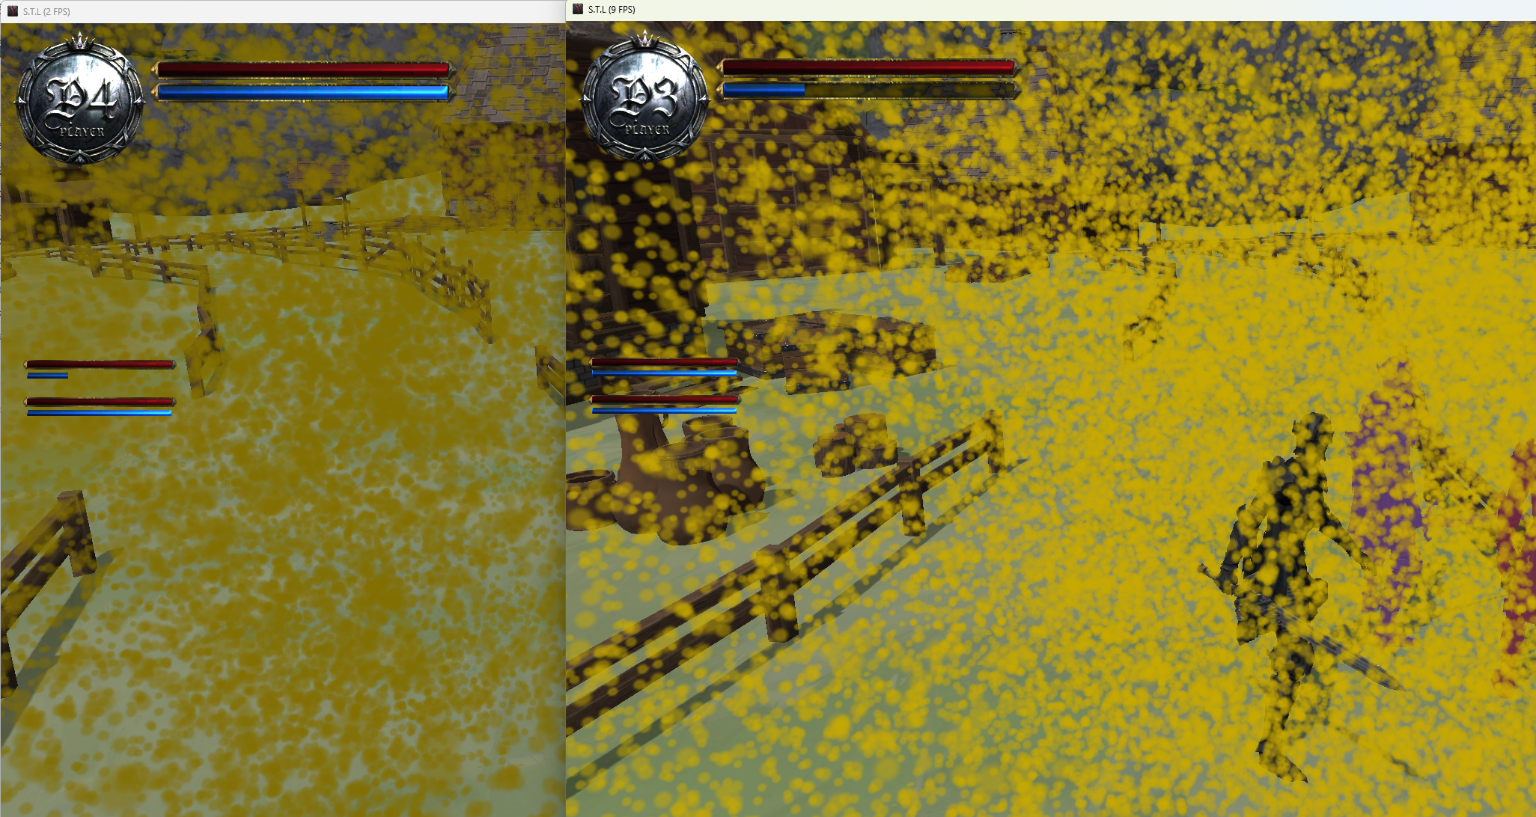 S.T.L (2 FPS)
P4
PLAYER
S.T.L (9 FPS)
P3
PLAYER